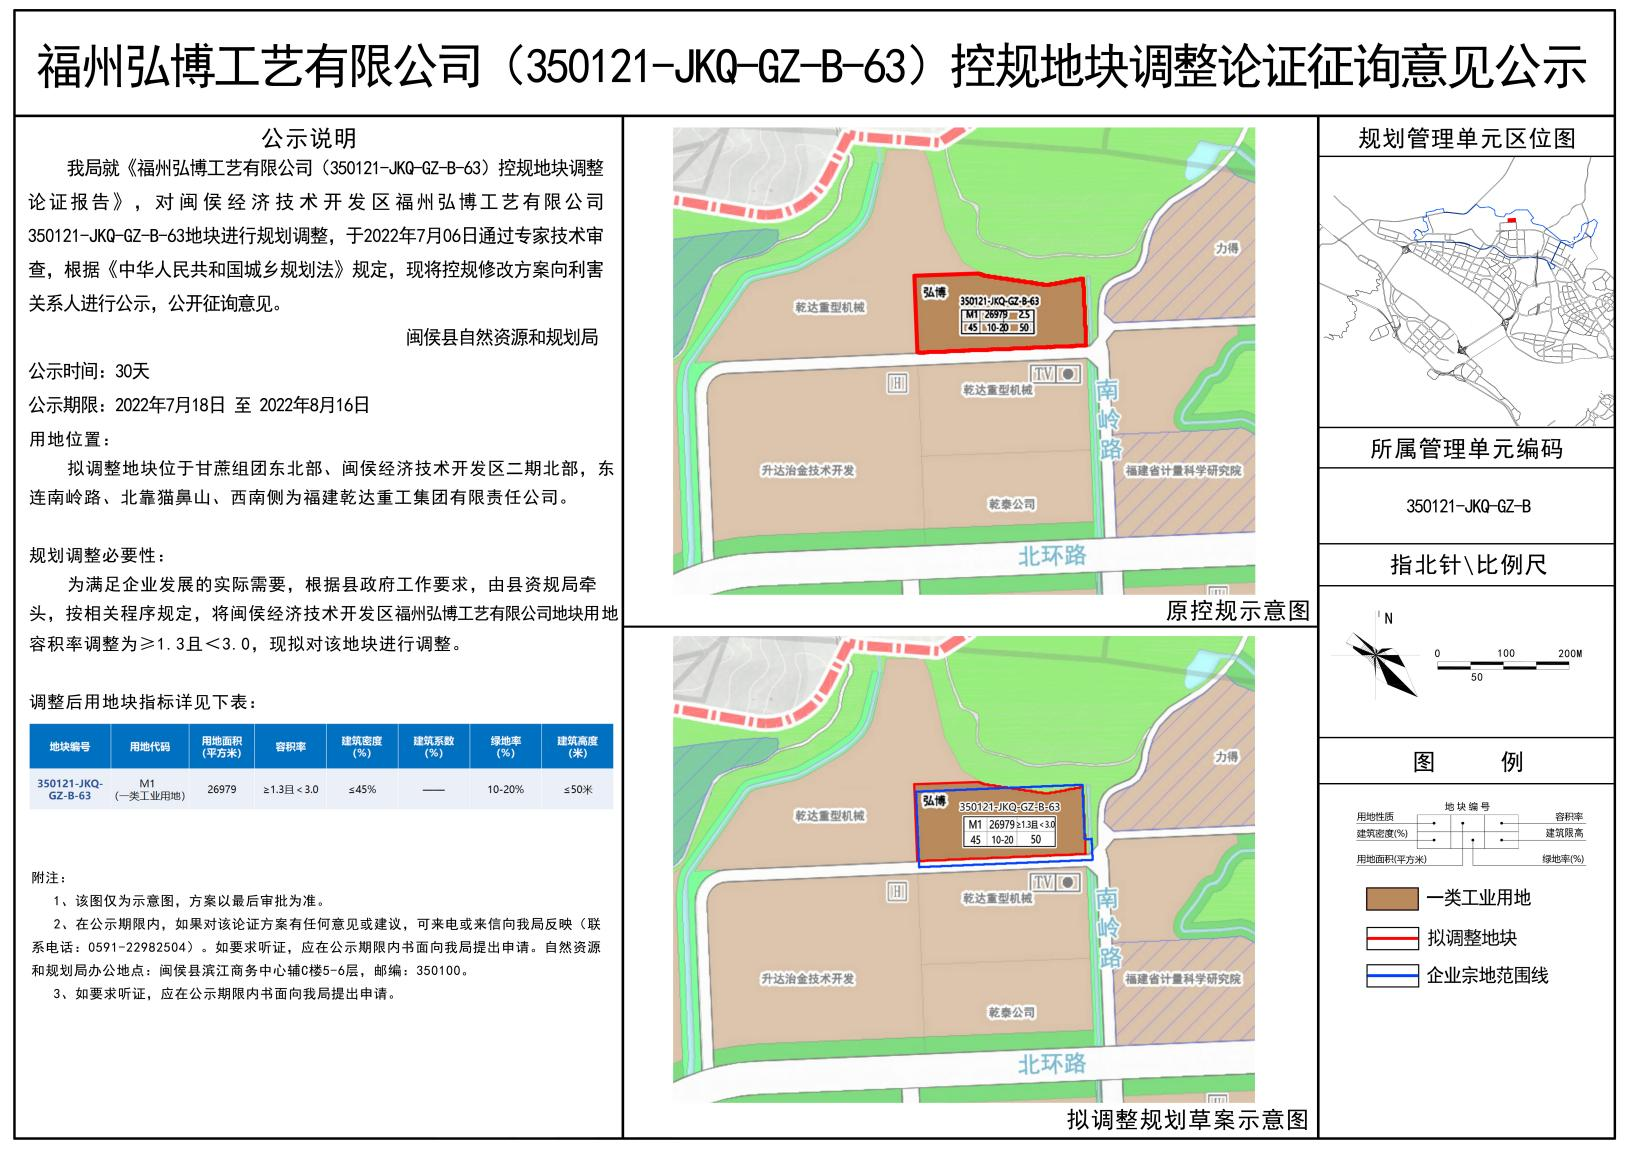 福州弘博工艺有限公司（350121-JKQ-GZ-B-63）控规地块调整论证征询意见公示
公示说明
我局就《福州弘博工艺有限公司（350121-JKQ-GZ-B-63）控规地块调整
论证报告》，对闽侯经济技术开发区福州弘博工艺有限公司
350121-JKQ-GZ-B-63地块进行规划调整，于2022年7月06日通过专家技术审
查，根据《中华人民共和国城乡规划法》规定，现将控规修改方案向利害
关系人进行公示，公开征询意见。
闽侯县自然资源和规划局
公示时间：30天
公示期限：2022年7月18日 至 2022年8月16日
用地位置：
拟调整地块位于甘蔗组团东北部、闽侯经济技术开发区二期北部，东
连南岭路、北靠猫鼻山、西南侧为福建乾达重工集团有限责任公司。
规划调整必要性：
为满足企业发展的实际需要，根据县政府工作要求，由县资规局牵
头，按相关程序规定，将闽侯经济技术开发区福州弘博工艺有限公司地块用地
容积率调整为≥1.3且＜3.0，现拟对该地块进行调整。
调整后用地块指标详见下表：
地块编号 用地代码 用地面积（平方米） 容积率 建筑密度（%） 建筑系数（%） 绿地率（%） 建筑高度（米）
350121-JKQ-GZ-B-63 M1（一类工业用地） 26979 ≥1.3且＜3.0 ≤45% —— 10-20% ≤50米
附注：
1、该图仅为示意图，方案以最后审批为准。
2、在公示期限内，如果对该论证方案有任何意见或建议，可来电或来信向我局反映（联
系电话：0591-22982504）。如要求听证，应在公示期限内书面向我局提出申请。自然资源
和规划局办公地点：闽侯县滨江商务中心辅C楼5-6层，邮编：350100。
3、如要求听证，应在公示期限内书面向我局提出申请。
力得
弘博
350121-JKQ-GZ-B-63
M1 26979 2.5
45 10-20 50
乾达重型机械
H
TV
乾达重型机械
南岭路
升达冶金技术开发
福建省计量科学研究院
乾泰公司
北环路
原控规示意图
力得
弘博
350121-JKQ-GZ-B-63
M1 26979 ≥1.3且＜3.0
45 10-20 50
乾达重型机械
H
TV
乾达重型机械
南岭路
升达冶金技术开发
福建省计量科学研究院
乾泰公司
北环路
拟调整规划草案示意图
规划管理单元区位图
所属管理单元编码
350121-JKQ-GZ-B
指北针\比例尺
N
0 100 200M
50
图 例
地块编号
用地性质 容积率
建筑密度(%) 建筑限高
用地面积(平方米) 绿地率(%)
一类工业用地
拟调整地块
企业宗地范围线